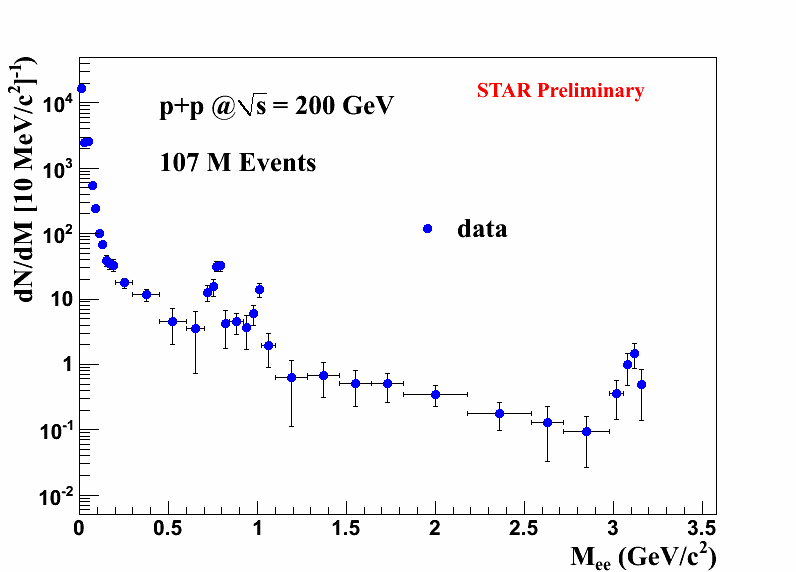 STAR Preliminary
p+p @√s = 200 GeV
107 M Events
data
dN/dM [10 MeV/c²]⁻¹
10⁴
10³
10²
10
1
10⁻¹
10⁻²
0 0.5 1 1.5 2 2.5 3 3.5
Mₑₑ (GeV/c²)